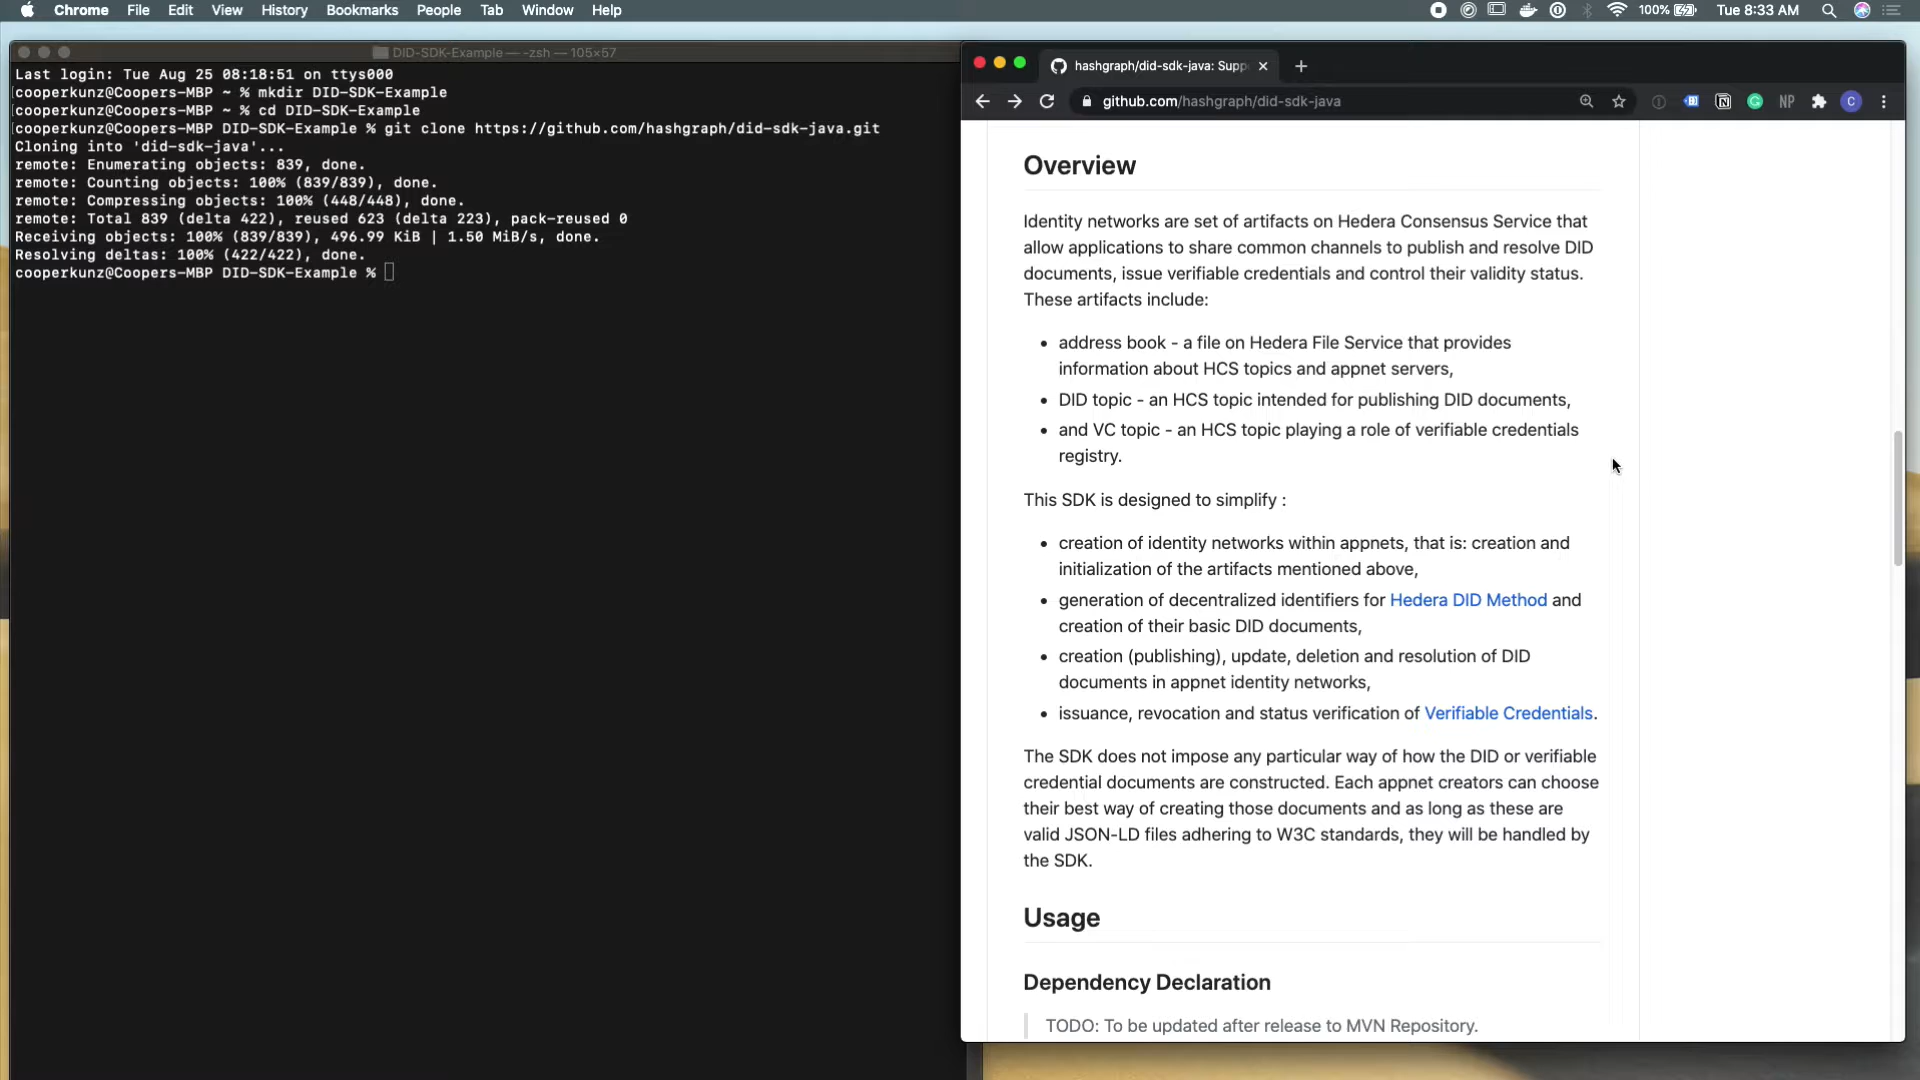 Chrome File Edit View History Bookmarks People Tab Window Help
100% Tue 8:33 AM
DID-SDK-Example — -zsh — 105×57
Last login: Tue Aug 25 08:18:51 on ttys000
[cooperkunz@Coopers-MBP ~ % mkdir DID-SDK-Example
[cooperkunz@Coopers-MBP ~ % cd DID-SDK-Example
[cooperkunz@Coopers-MBP DID-SDK-Example % git clone https://github.com/hashgraph/did-sdk-java.git
Cloning into 'did-sdk-java'...
remote: Enumerating objects: 839, done.
remote: Counting objects: 100% (839/839), done.
remote: Compressing objects: 100% (448/448), done.
remote: Total 839 (delta 422), reused 623 (delta 223), pack-reused 0
Receiving objects: 100% (839/839), 496.99 KiB | 1.50 MiB/s, done.
Resolving deltas: 100% (422/422), done.
cooperkunz@Coopers-MBP DID-SDK-Example %
hashgraph/did-sdk-java: Supp
github.com/hashgraph/did-sdk-java
NP C
Overview
Identity networks are set of artifacts on Hedera Consensus Service that
allow applications to share common channels to publish and resolve DID
documents, issue verifiable credentials and control their validity status.
These artifacts include:
• address book - a file on Hedera File Service that provides
information about HCS topics and appnet servers,
• DID topic - an HCS topic intended for publishing DID documents,
• and VC topic - an HCS topic playing a role of verifiable credentials
registry.
This SDK is designed to simplify :
• creation of identity networks within appnets, that is: creation and
initialization of the artifacts mentioned above,
• generation of decentralized identifiers for Hedera DID Method and
creation of their basic DID documents,
• creation (publishing), update, deletion and resolution of DID
documents in appnet identity networks,
• issuance, revocation and status verification of Verifiable Credentials.
The SDK does not impose any particular way of how the DID or verifiable
credential documents are constructed. Each appnet creators can choose
their best way of creating those documents and as long as these are
valid JSON-LD files adhering to W3C standards, they will be handled by
the SDK.
Usage
Dependency Declaration
TODO: To be updated after release to MVN Repository.